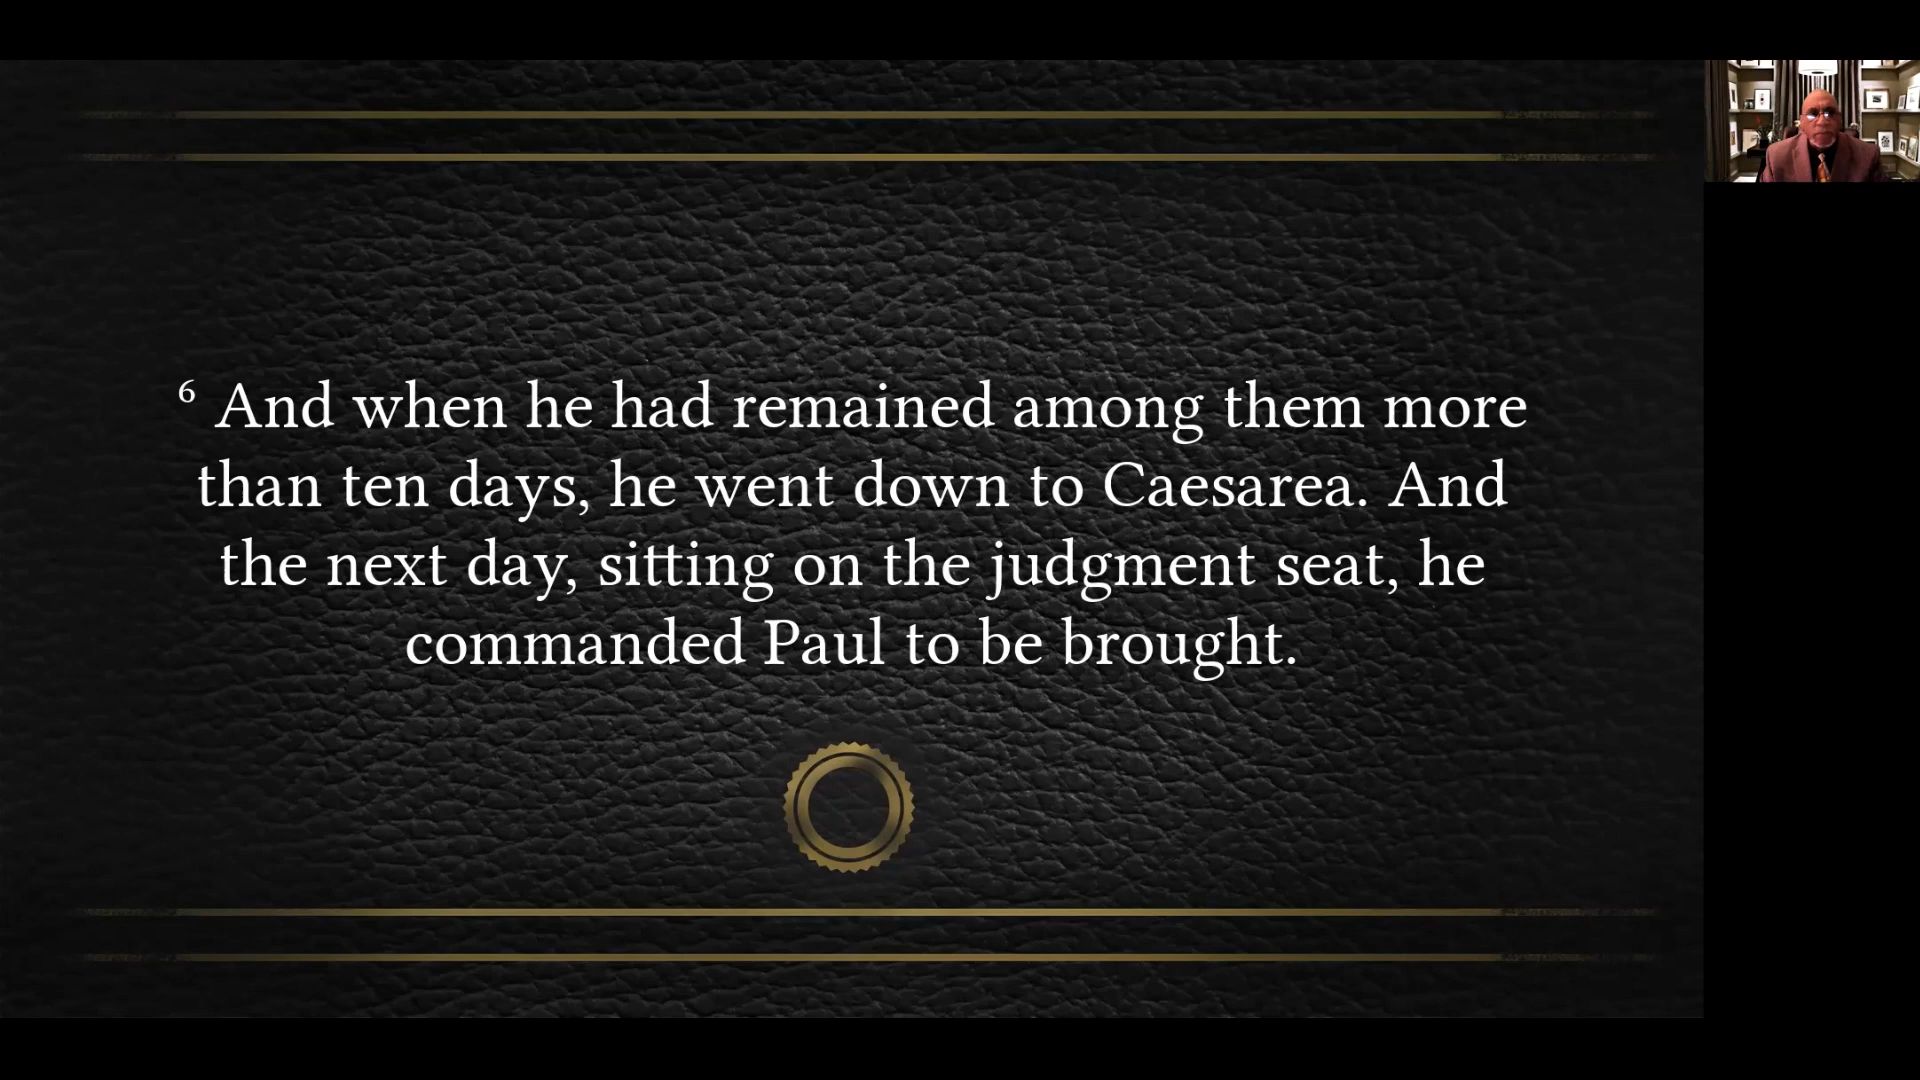 ⁶ And when he had remained among them more
than ten days, he went down to Caesarea. And
the next day, sitting on the judgment seat, he
commanded Paul to be brought.